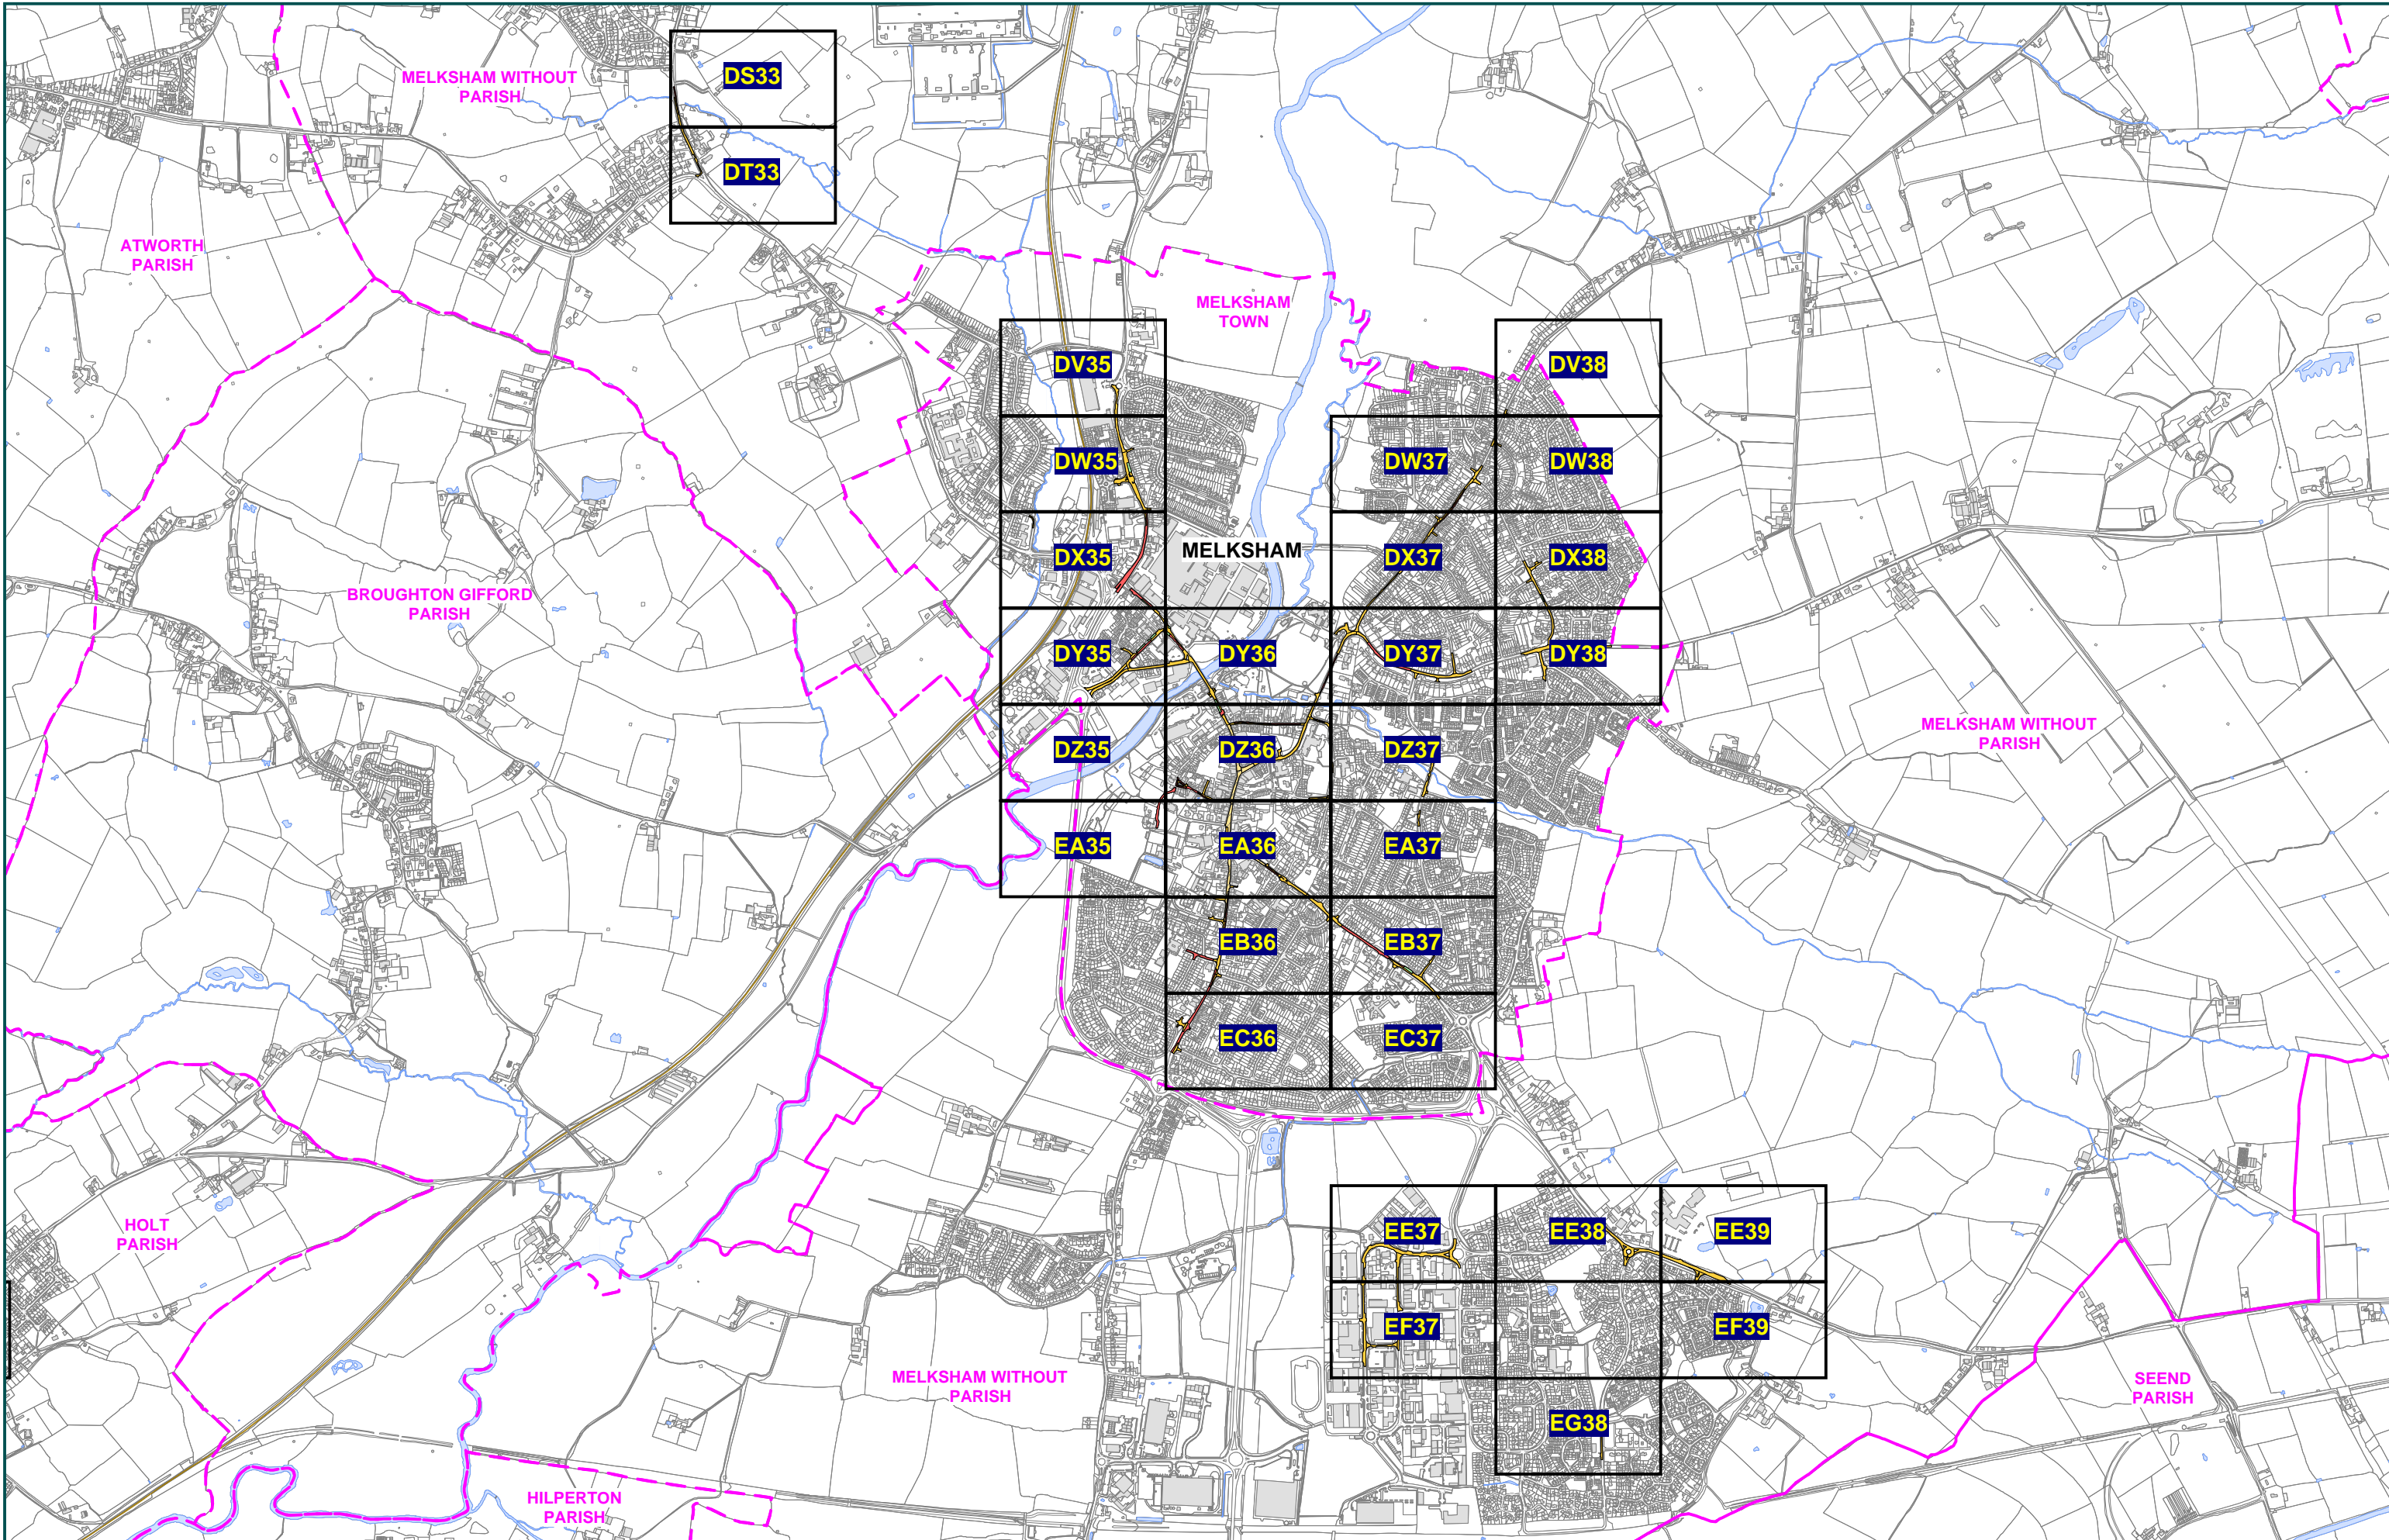 MELKSHAM WITHOUT
PARISH
DS33
DT33
ATWORTH
PARISH
MELKSHAM
TOWN
DV35
DV38
DW35
DW37
DW38
DX35
MELKSHAM
DX37
DX38
BROUGHTON GIFFORD
PARISH
DY35
DY36
DY37
DY38
DZ35
DZ36
DZ37
MELKSHAM WITHOUT
PARISH
EA35
EA36
EA37
EB36
EB37
EC36
EC37
HOLT
PARISH
EE37
EE38
EE39
EF37
EF39
MELKSHAM WITHOUT
PARISH
SEEND
PARISH
EG38
HILPERTON
PARISH